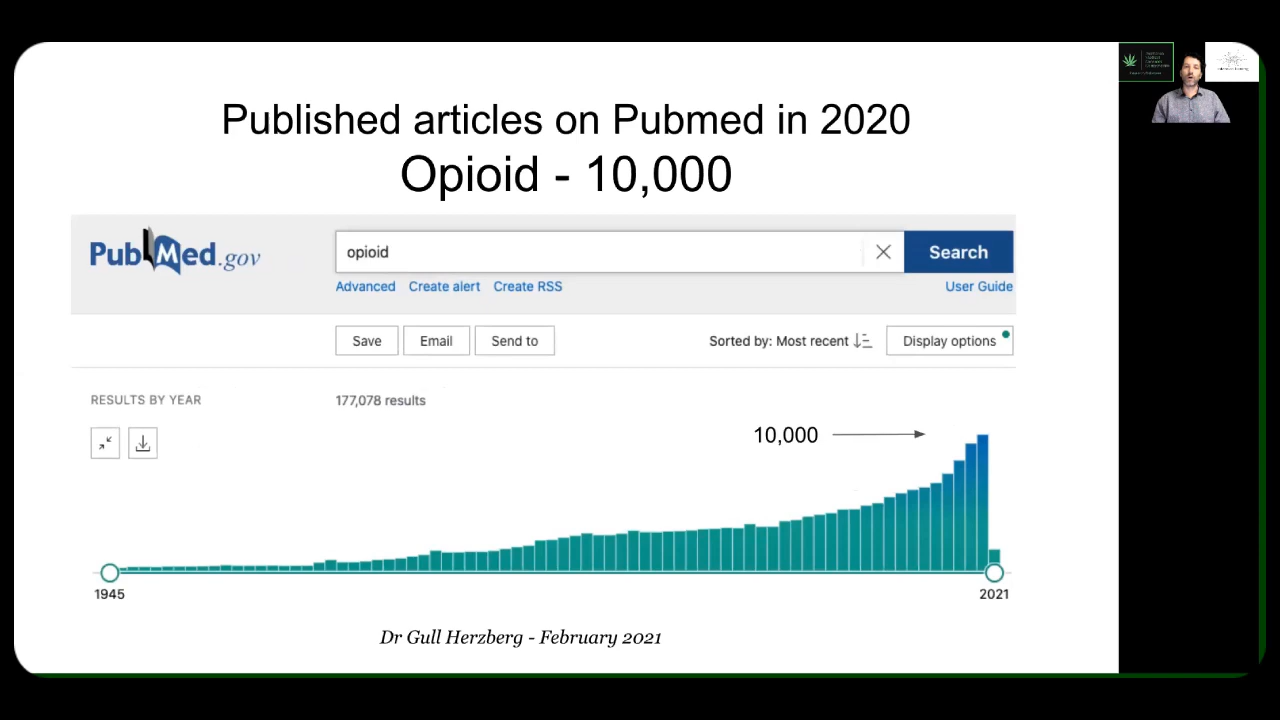 Published articles on Pubmed in 2020
Opioid - 10,000
PubMed.gov
opioid
Search
Advanced Create alert Create RSS
User Guide
Save Email Send to
Sorted by: Most recent
Display options
RESULTS BY YEAR
177,078 results
10,000
1945
2021
Dr Gull Herzberg - February 2021